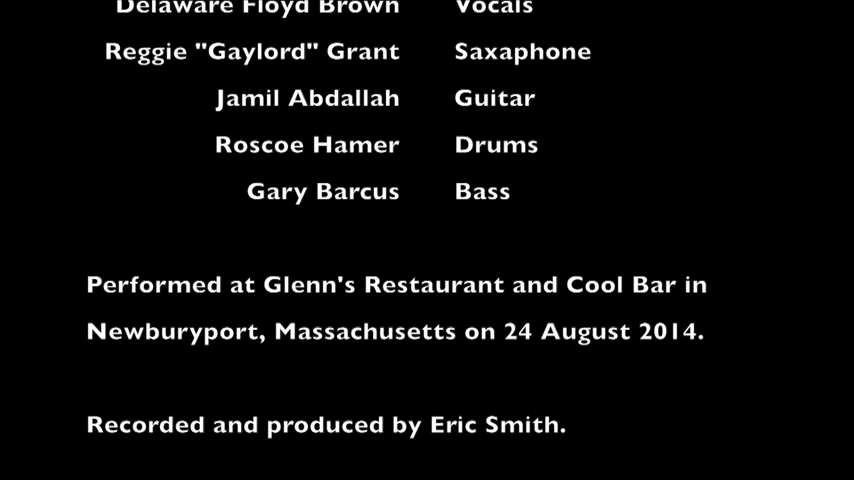 Delaware Floyd Brown Vocals
Reggie "Gaylord" Grant Saxaphone
Jamil Abdallah Guitar
Roscoe Hamer Drums
Gary Barcus Bass
Performed at Glenn's Restaurant and Cool Bar in
Newburyport, Massachusetts on 24 August 2014.
Recorded and produced by Eric Smith.